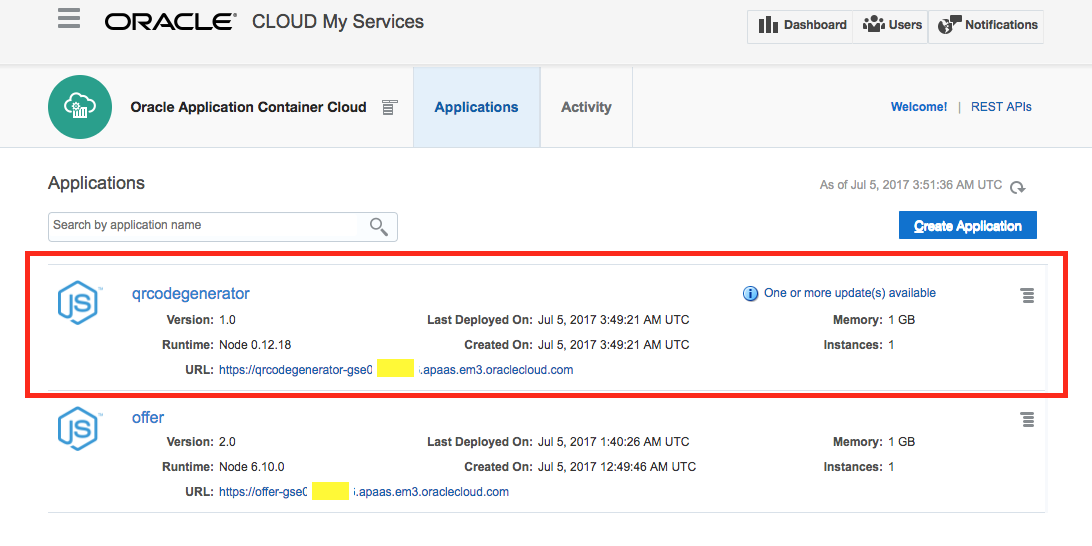 ORACLE® CLOUD My Services
Dashboard Users Notifications
Oracle Application Container Cloud Applications Activity Welcome! | REST APIs
Applications
As of Jul 5, 2017 3:51:36 AM UTC
Search by application name
Create Application
JS™ qrcodegenerator One or more update(s) available
Version: 1.0 Last Deployed On: Jul 5, 2017 3:49:21 AM UTC Memory: 1 GB
Runtime: Node 0.12.18 Created On: Jul 5, 2017 3:49:21 AM UTC Instances: 1
URL: https://qrcodegenerator-gse0 .apaas.em3.oraclecloud.com
JS™ offer
Version: 2.0 Last Deployed On: Jul 5, 2017 1:40:26 AM UTC Memory: 1 GB
Runtime: Node 6.10.0 Created On: Jul 5, 2017 12:49:46 AM UTC Instances: 1
URL: https://offer-gse0 .apaas.em3.oraclecloud.com